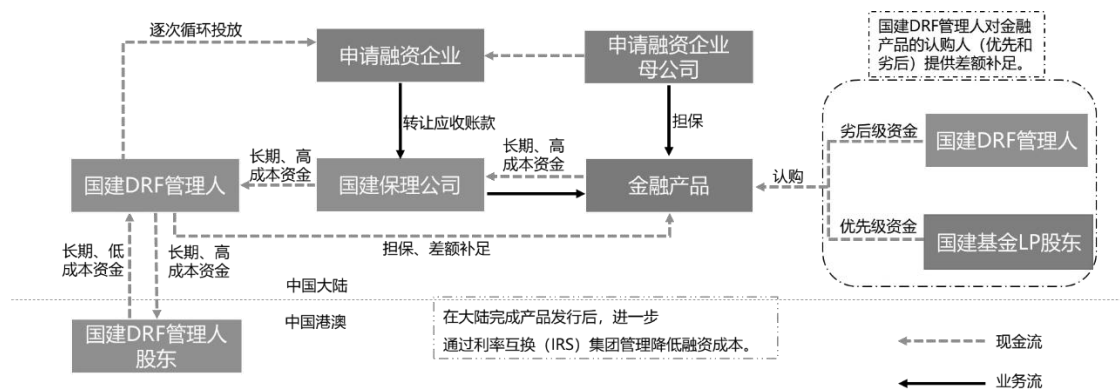 逐次循环投放
申请融资企业
申请融资企业
母公司
国建DRF管理人对金融
产品的认购人（优先和
劣后）提供差额补足。
转让应收账款
担保
劣后级资金
国建DRF管理人
长期、高
成本资金
长期、高
成本资金
国建DRF管理人
国建保理公司
金融产品
认购
优先级资金
国建基金LP股东
长期、低
成本资金
长期、高
成本资金
担保、差额补足
中国大陆
中国港澳
国建DRF管理人
股东
在大陆完成产品发行后，进一步
通过利率互换（IRS）集团管理降低融资成本。
现金流
业务流